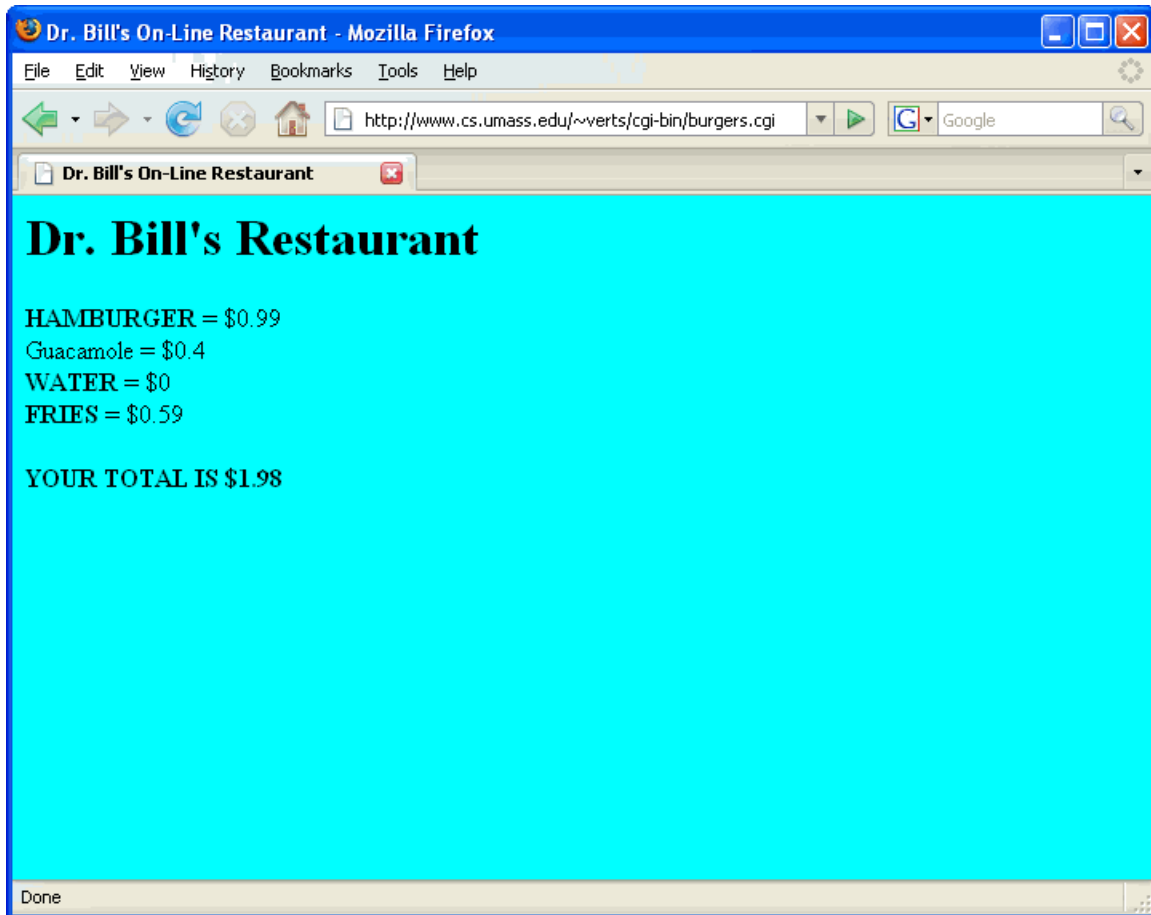 Dr. Bill's On-Line Restaurant - Mozilla Firefox
File Edit View History Bookmarks Tools Help
http://www.cs.umass.edu/~verts/cgi-bin/burgers.cgi G Google
Dr. Bill's On-Line Restaurant
Dr. Bill's Restaurant
HAMBURGER = $0.99
Guacamole = $0.4
WATER = $0
FRIES = $0.59
YOUR TOTAL IS $1.98
Done